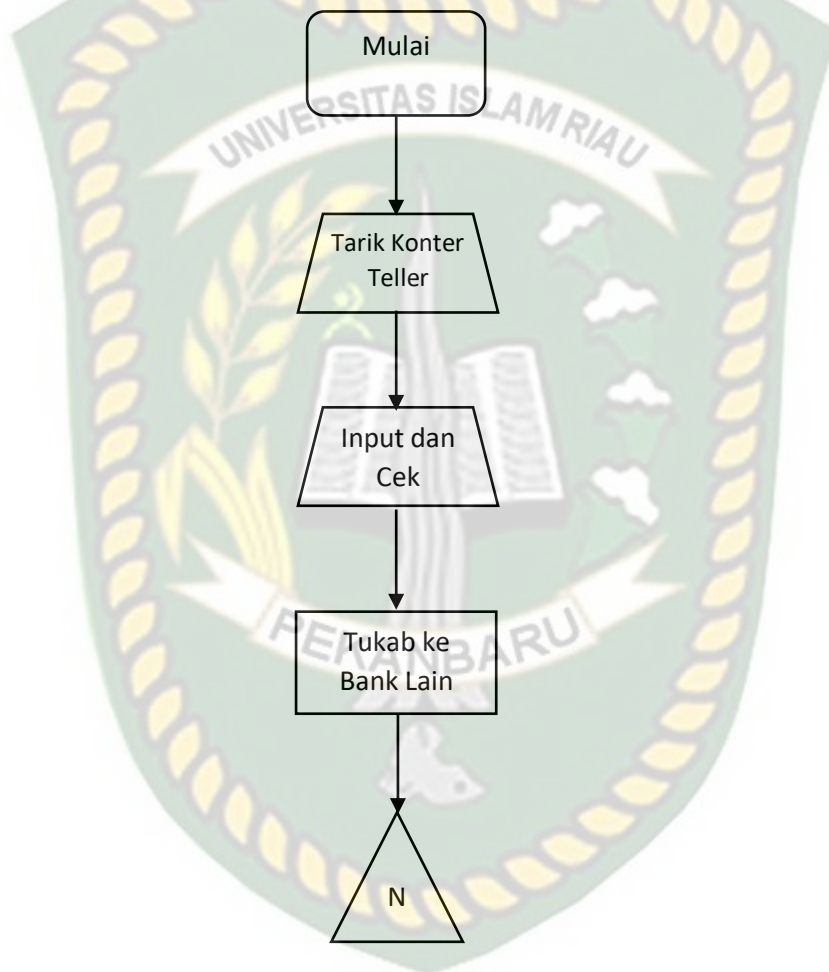 Mulai
UNIVERSITAS ISLAM RIAU
Tarik Konter
Teller
Input dan
Cek
Tukab ke
Bank Lain
PEKANBARU
N